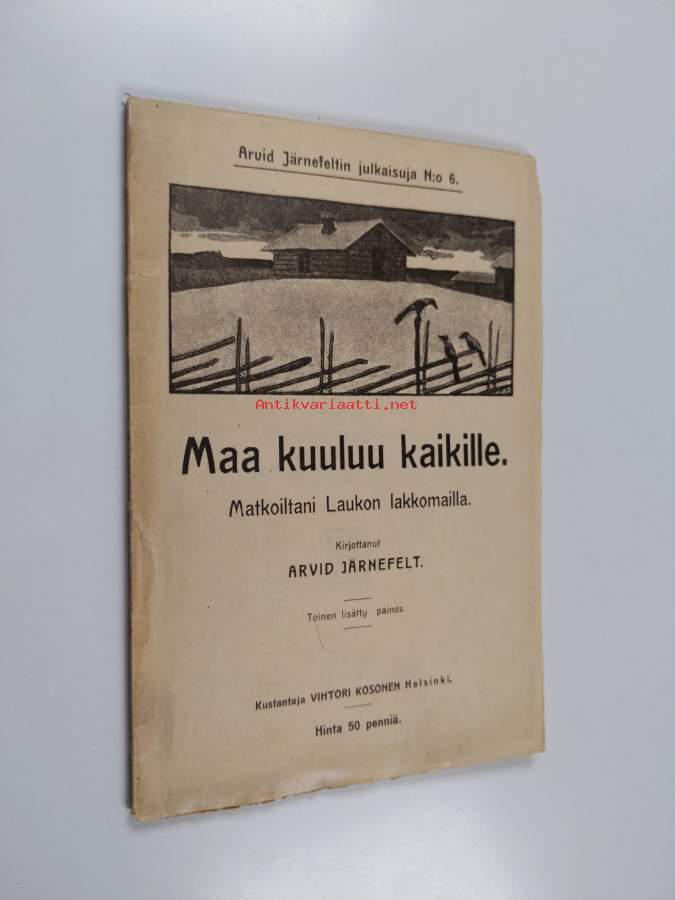 Arvid Järnefeltin julkaisuja N:o 6.
Antikvariaatti.net
Maa kuuluu kaikille.
Matkoiltani Laukon lakkomailla.
Kirjottanut
ARVID JÄRNEFELT.
Toinen lisätty painos.
Kustantaja VIHTORI KOSONEN Helsinki.
Hinta 50 penniä.